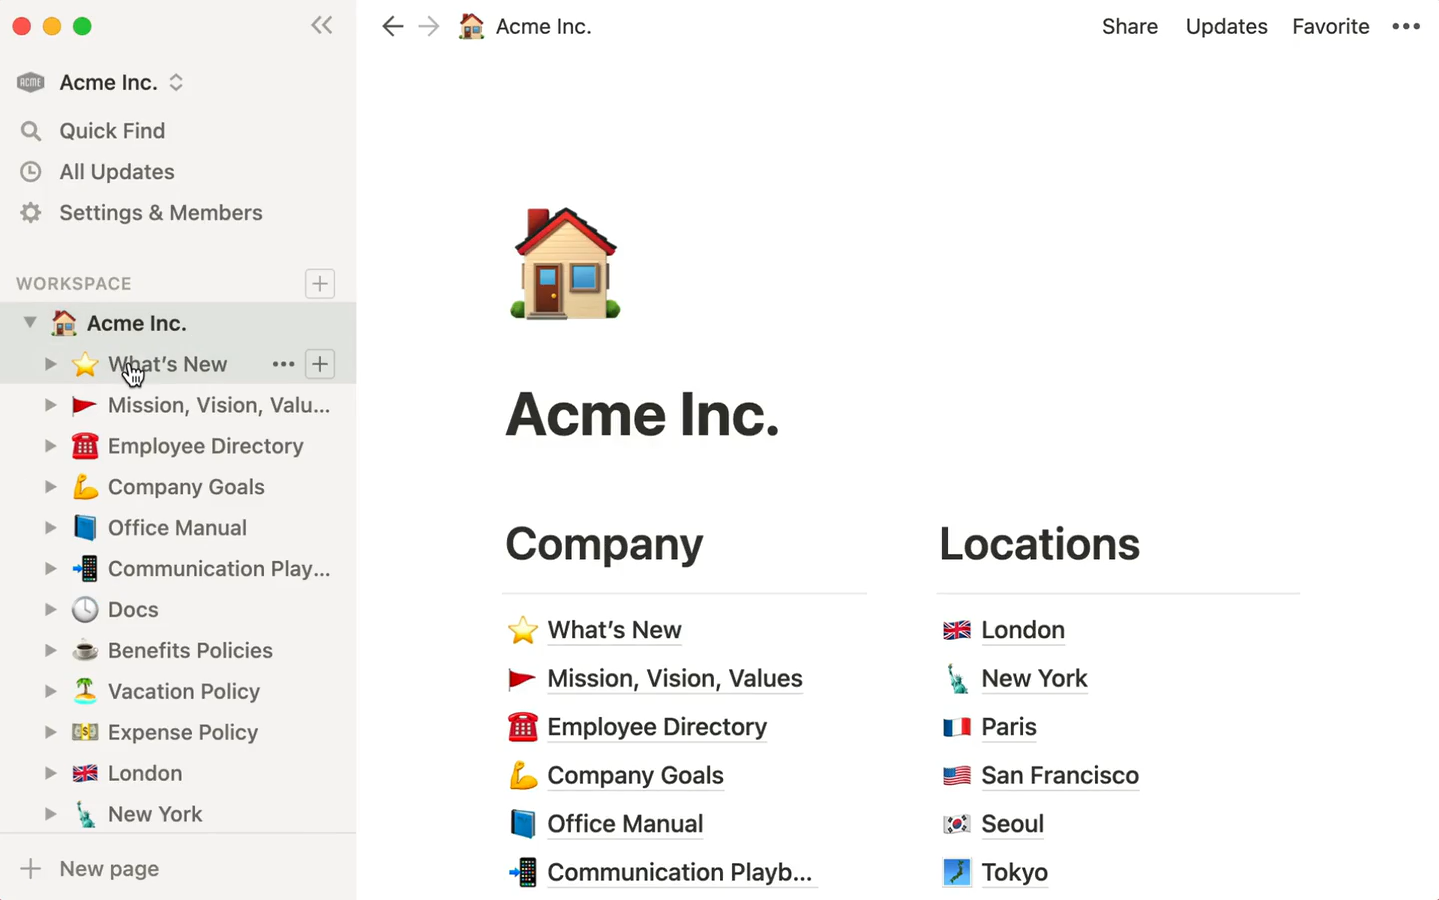 Acme Inc.
Share
Updates
Favorite
ACME
Acme Inc.
Quick Find
All Updates
Settings & Members
WORKSPACE
Acme Inc.
What's New
Mission, Vision, Valu...
Employee Directory
Company Goals
Office Manual
Communication Play...
Docs
Benefits Policies
Vacation Policy
Expense Policy
London
New York
New page
Acme Inc.
Company
What's New
Mission, Vision, Values
Employee Directory
Company Goals
Office Manual
Communication Playb...
Locations
London
New York
Paris
San Francisco
Seoul
Tokyo